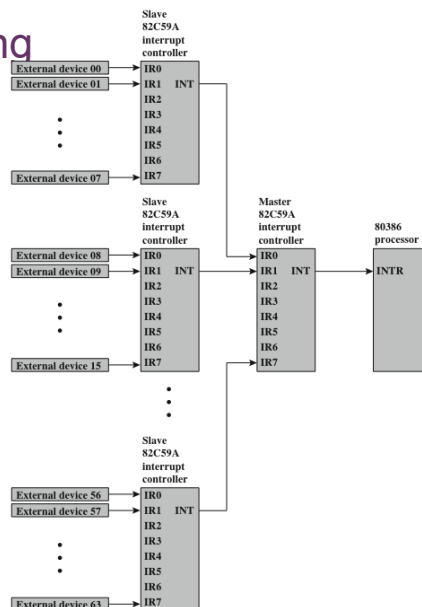 ng
Slave
82C59A
interrupt
controller
External device 00
IR0
External device 01
IR1 INT
IR2
IR3
IR4
IR5
IR6
External device 07
IR7
Slave
82C59A
interrupt
controller
Master
82C59A
interrupt
controller
80386
processor
External device 08
IR0
External device 09
IR1 INT
IR2
IR3
IR4
IR5
IR6
External device 15
IR7
IR0
IR1 INT
IR2
IR3
IR4
IR5
IR6
IR7
INTR
Slave
82C59A
interrupt
controller
External device 56
IR0
External device 57
IR1 INT
IR2
IR3
IR4
IR5
IR6
External device 63
IR7